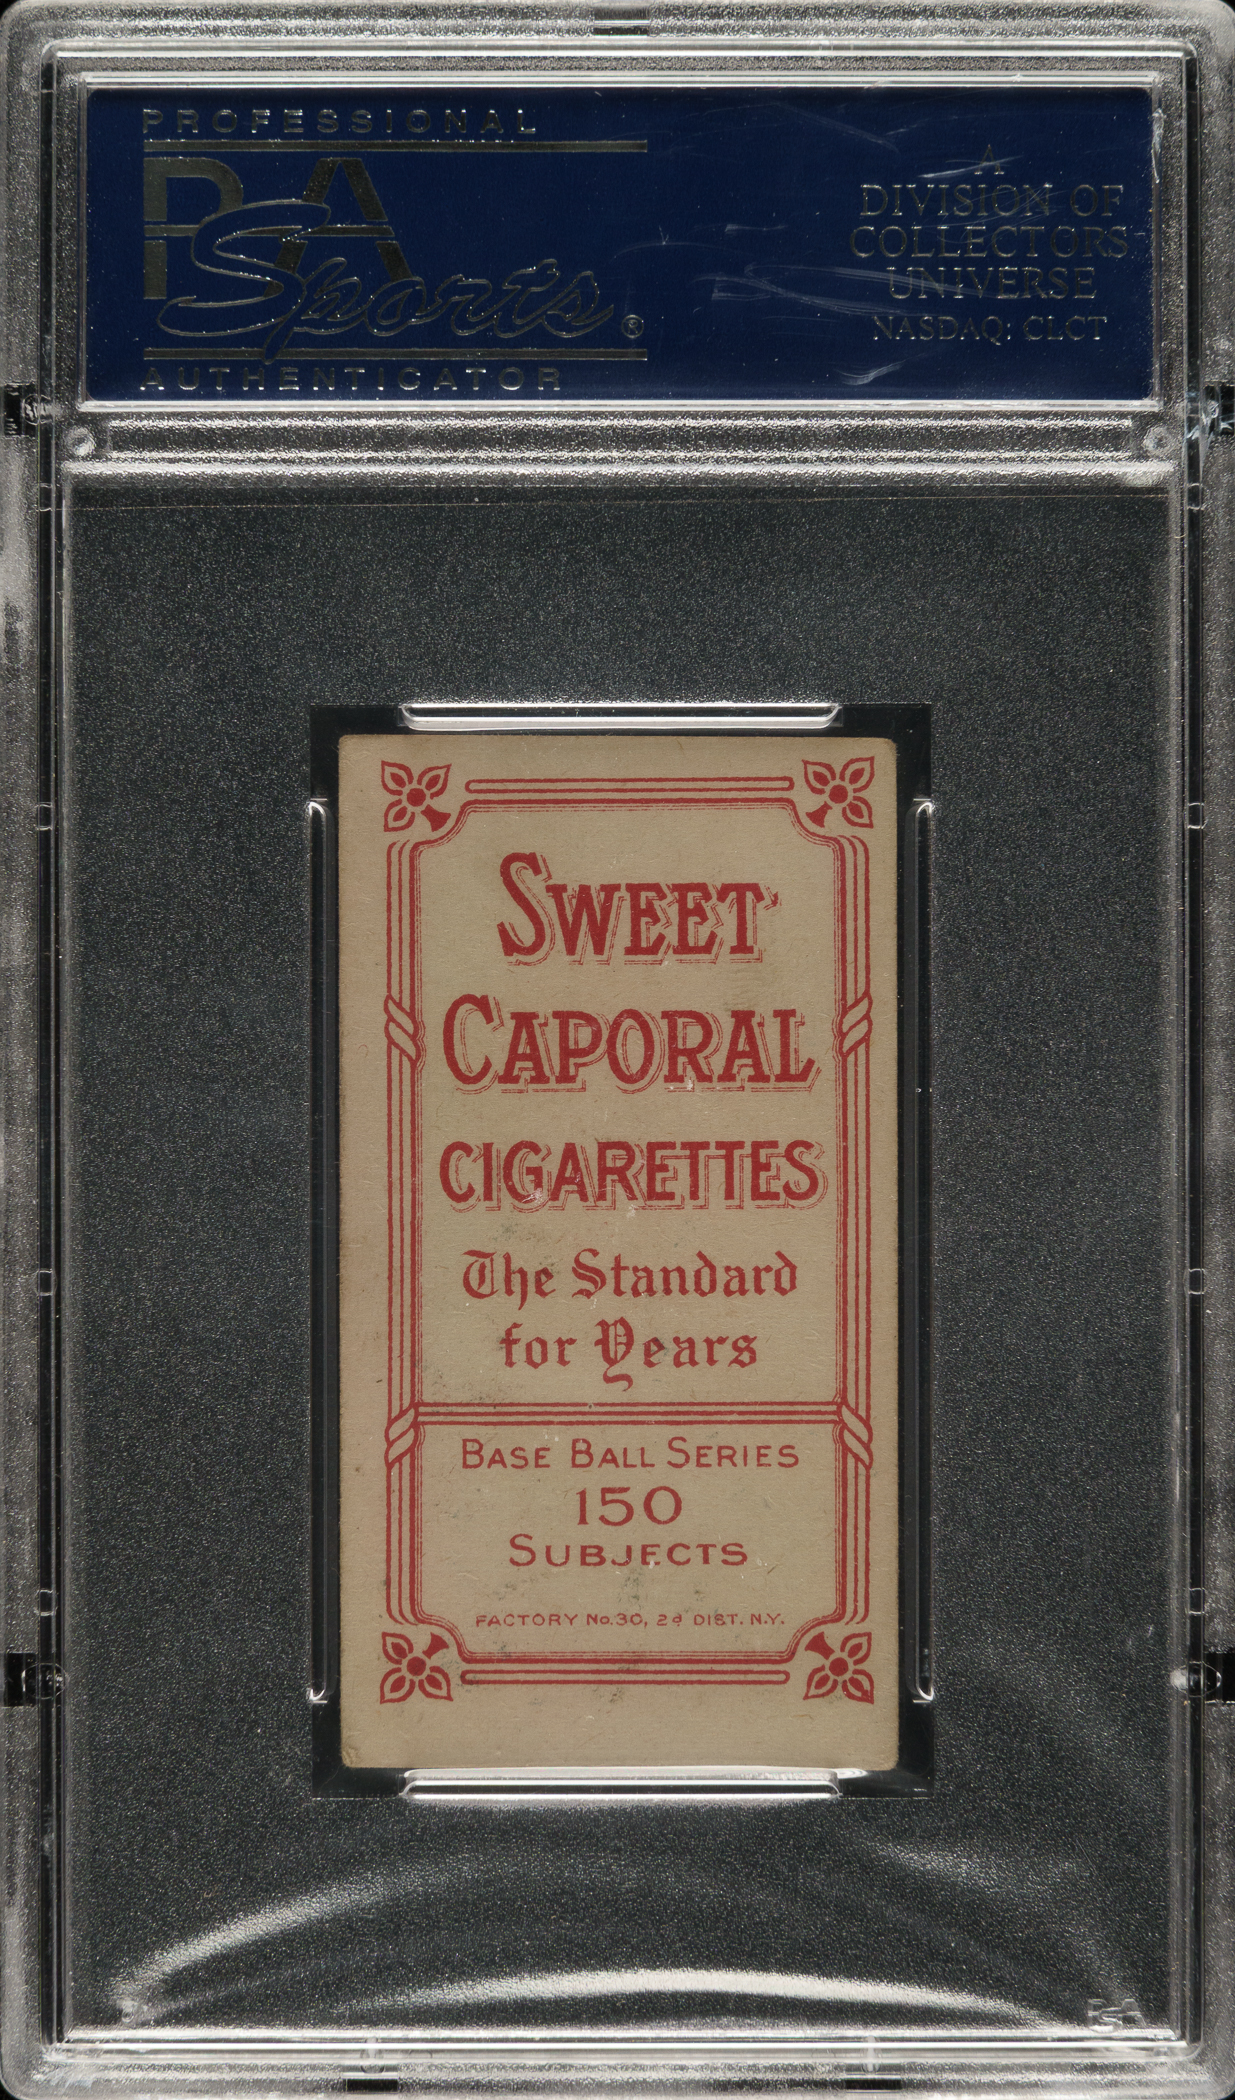 PROFESSIONAL
PSA
Sports®
AUTHENTICATOR
A
DIVISION OF
COLLECTORS
UNIVERSE
NASDAQ: CLCT
SWEET
CAPORAL
CIGARETTES
The Standard
for Years
BASE BALL SERIES
150
SUBJECTS
FACTORY No. 30, 2d DIST. N.Y.
PSA